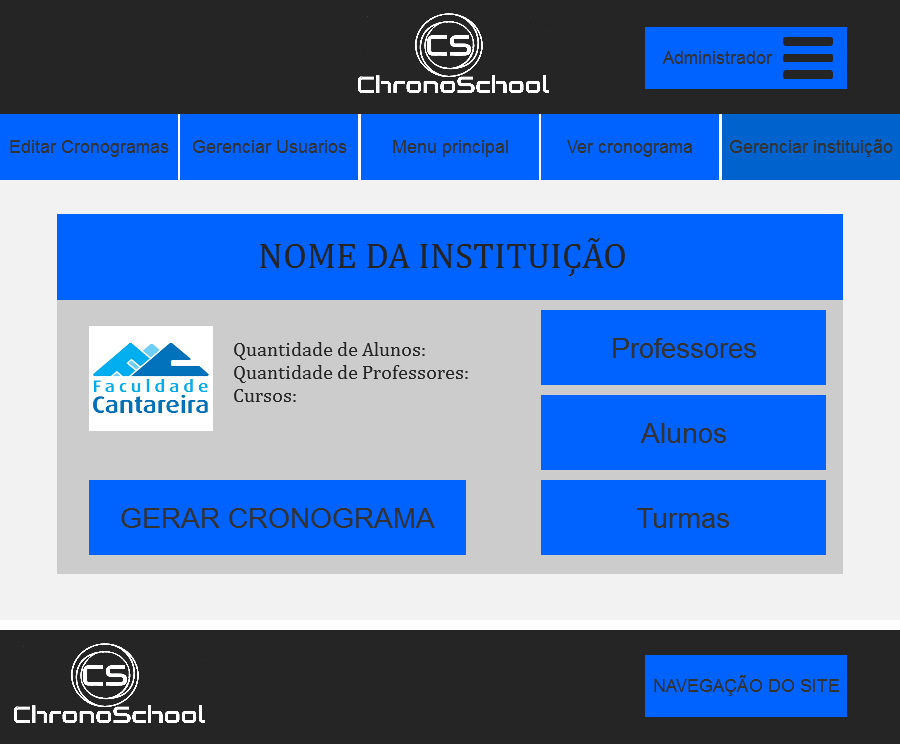 CS
ChronoSchool
Administrador
Editar Cronogramas
Gerenciar Usuarios
Menu principal
Ver cronograma
Gerenciar instituição
NOME DA INSTITUIÇÃO
Faculdade
Cantareira
Quantidade de Alunos:
Quantidade de Professores:
Cursos:
Professores
Alunos
GERAR CRONOGRAMA
Turmas
CS
ChronoSchool
NAVEGAÇÃO DO SITE